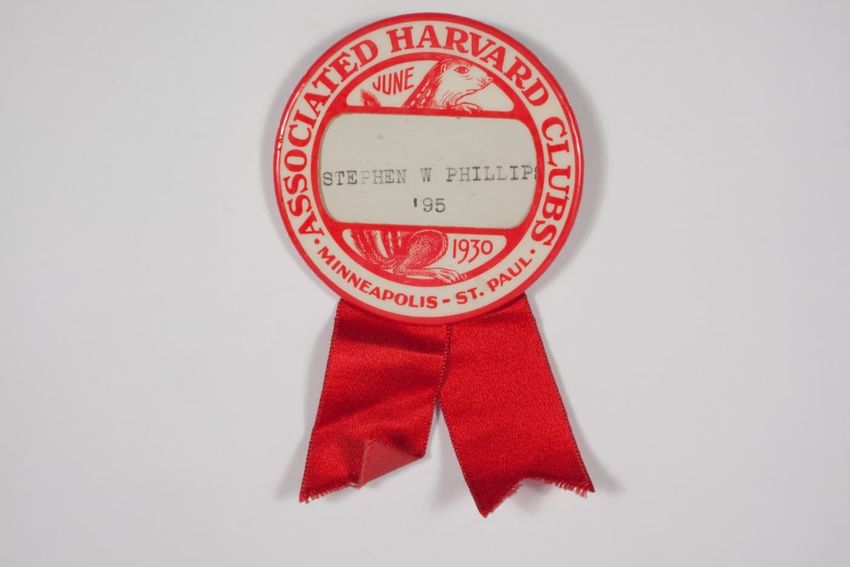 ASSOCIATED HARVARD CLUBS
JUNE
STEPHEN W PHILLIPS
'95
1930
· MINNEAPOLIS - ST. PAUL ·